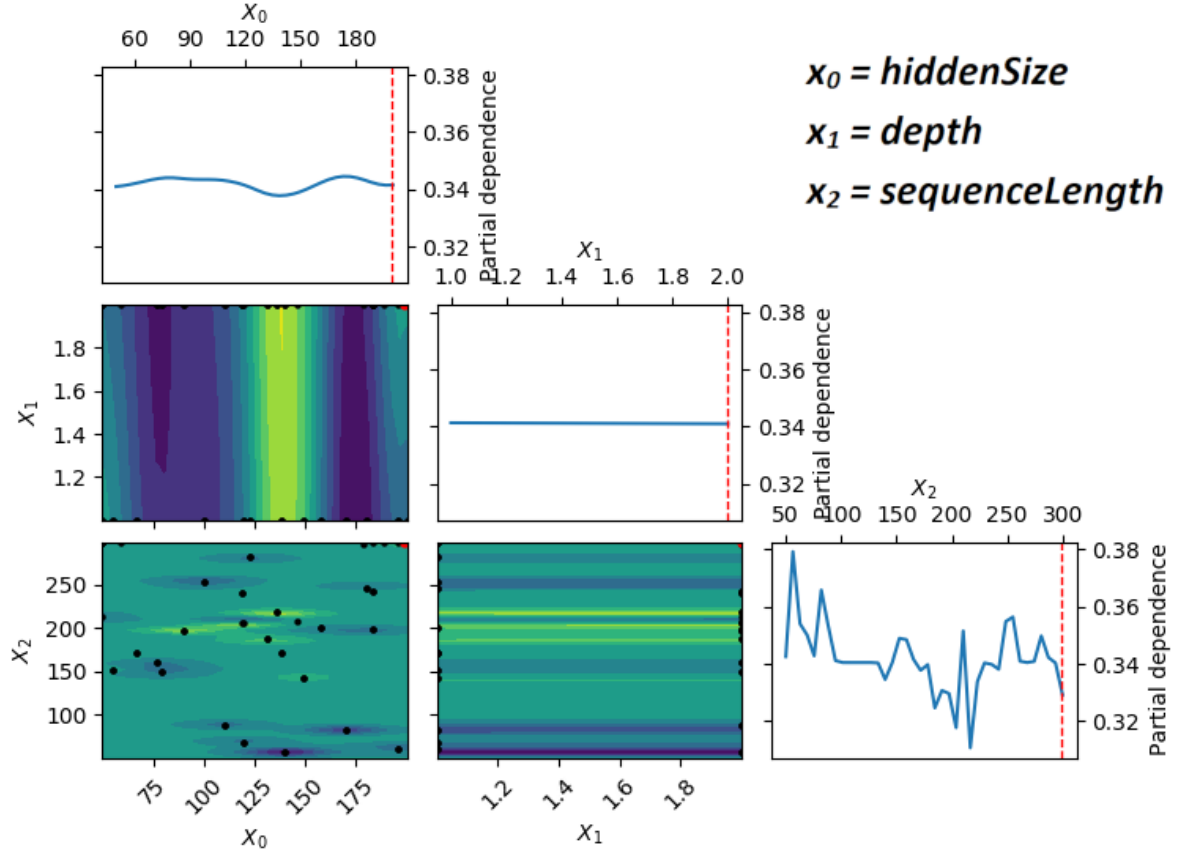 X₀
60 90 120 150 180
0.38
0.36
0.34
0.32
Partial dependence
x₀ = hiddenSize
x₁ = depth
x₂ = sequenceLength
X₁
1.0 1.2 1.4 1.6 1.8 2.0
0.38
0.36
0.34
0.32
Partial dependence
1.8
1.6
1.4
1.2
X₁
X₂
50 100 150 200 250 300
0.38
0.36
0.34
0.32
Partial dependence
250
200
150
100
X₂
75 100 125 150 175
X₀
1.2 1.4 1.6 1.8
X₁